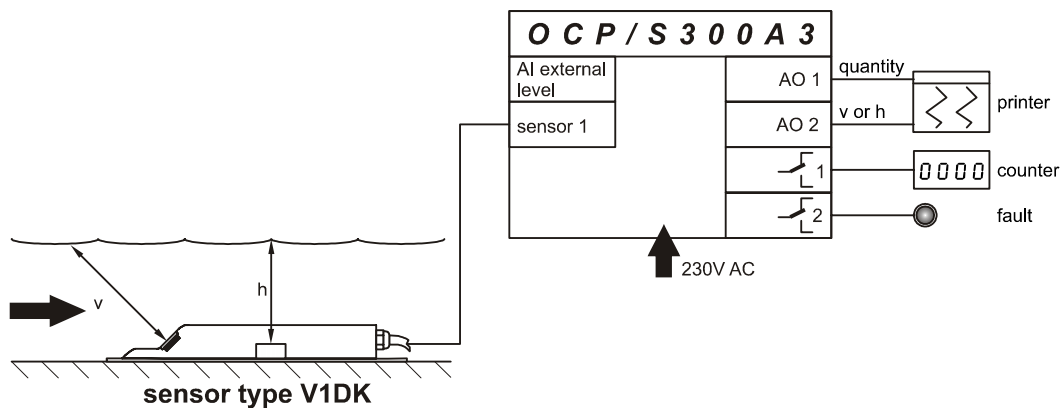 OCP/S300A3
AI external
level
sensor 1
AO 1
AO 2
1
2
quantity
v or h
printer
0000
counter
fault
230V AC
v
h
sensor type V1DK